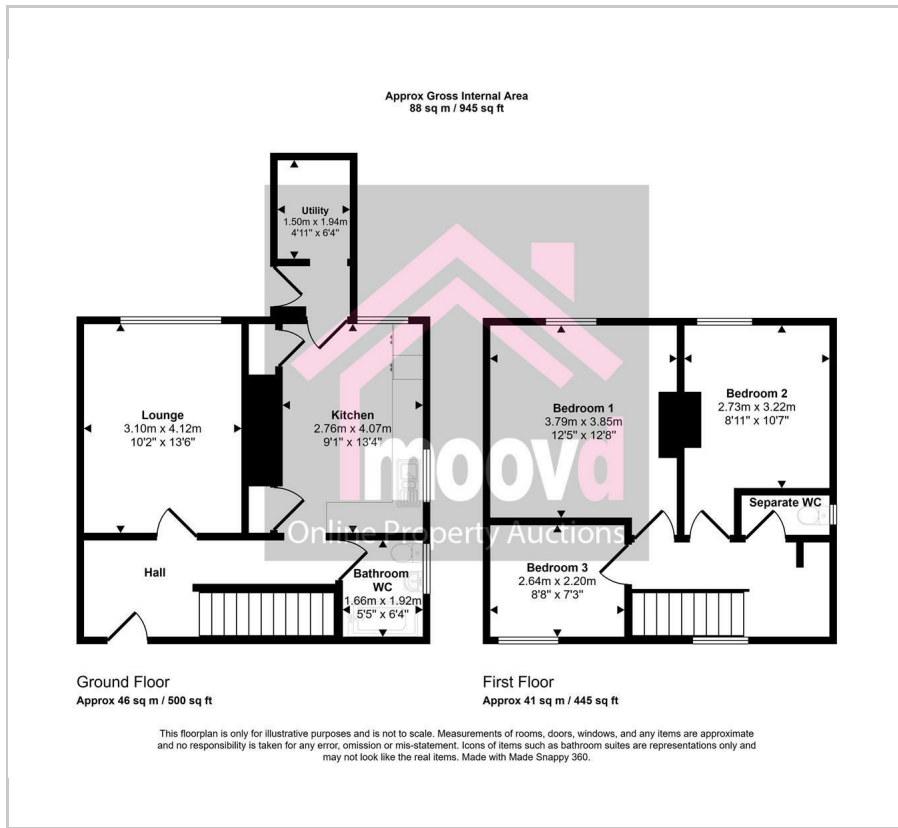 Approx Gross Internal Area
88 sq m / 945 sq ft
Utility
1.50m x 1.94m
4'11" x 6'4"
Lounge
3.10m x 4.12m
10'2" x 13'6"
Kitchen
2.76m x 4.07m
9'1" x 13'4"
Bedroom 1
3.79m x 3.85m
12'5" x 12'8"
Bedroom 2
2.73m x 3.22m
8'11" x 10'7"
moovd
Online Property Auctions
Separate WC
Hall
Bathroom
WC
1.66m x 1.92m
5'5" x 6'4"
Bedroom 3
2.64m x 2.20m
8'8" x 7'3"
Ground Floor
Approx 46 sq m / 500 sq ft
First Floor
Approx 41 sq m / 445 sq ft
This floorplan is only for illustrative purposes and is not to scale. Measurements of rooms, doors, windows, and any items are approximate
and no responsibility is taken for any error, omission or mis-statement. Icons of items such as bathroom suites are representations only and
may not look like the real items. Made with Made Snappy 360.